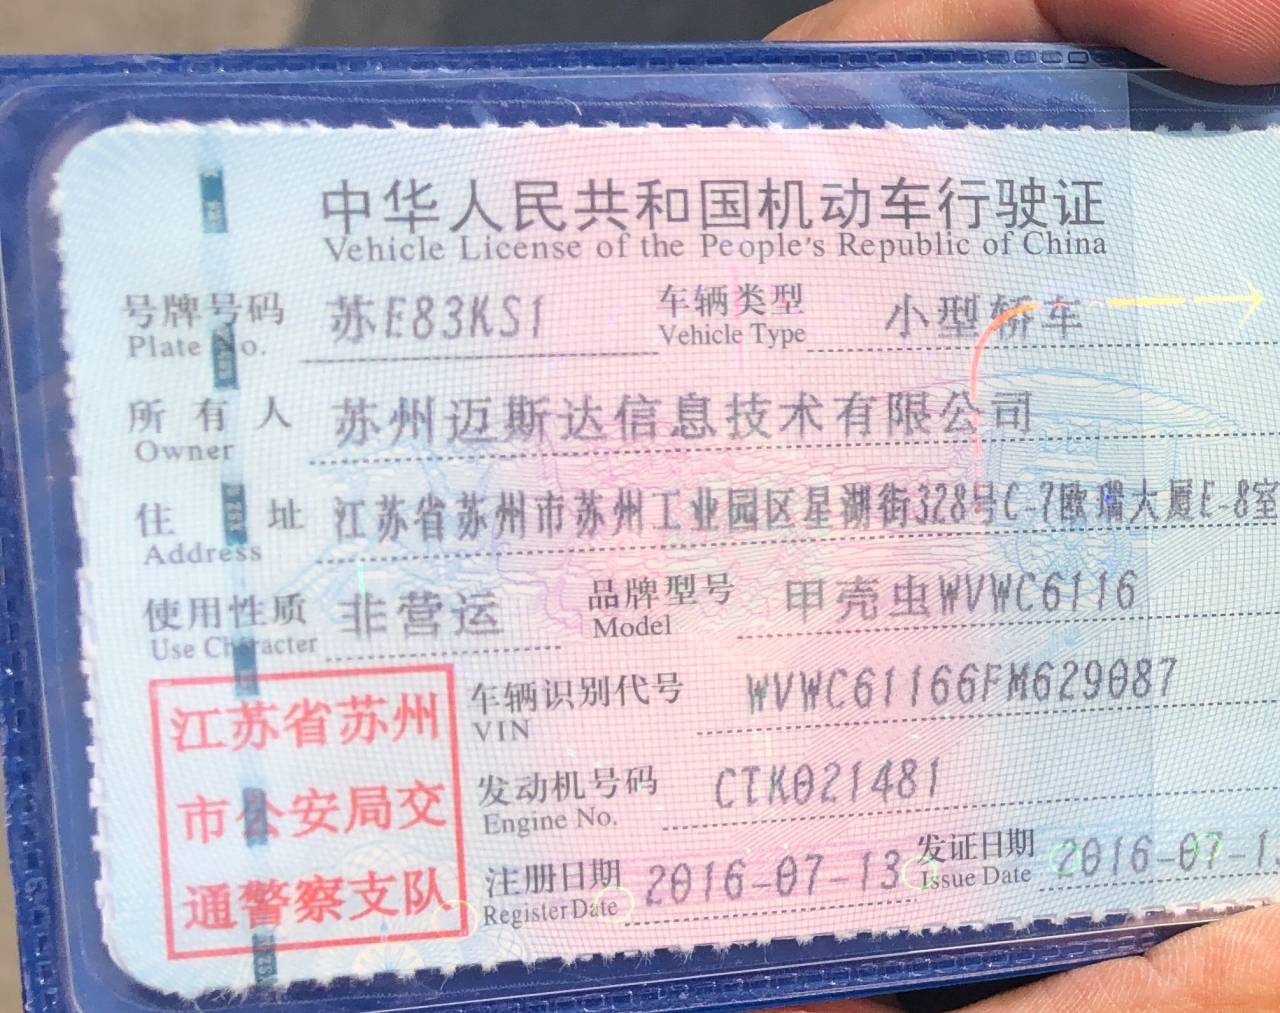 中华人民共和国机动车行驶证
Vehicle License of the People's Republic of China
号牌号码 苏E83KS1 车辆类型 小型轿车
Plate No. Vehicle Type
所有人 苏州迈斯达信息技术有限公司
Owner
住址 江苏省苏州市苏州工业园区星湖街328号C-7欧瑞大厦E-8室
Address
使用性质 非营运 品牌型号 甲壳虫WVWC6116
Use Character Model
江苏省苏州
市公安局交
通警察支队
车辆识别代号 WVWC61166FM629087
VIN
发动机号码 CTK021481
Engine No.
注册日期 2016-07-13 发证日期 2016-07-1
Register Date Issue Date